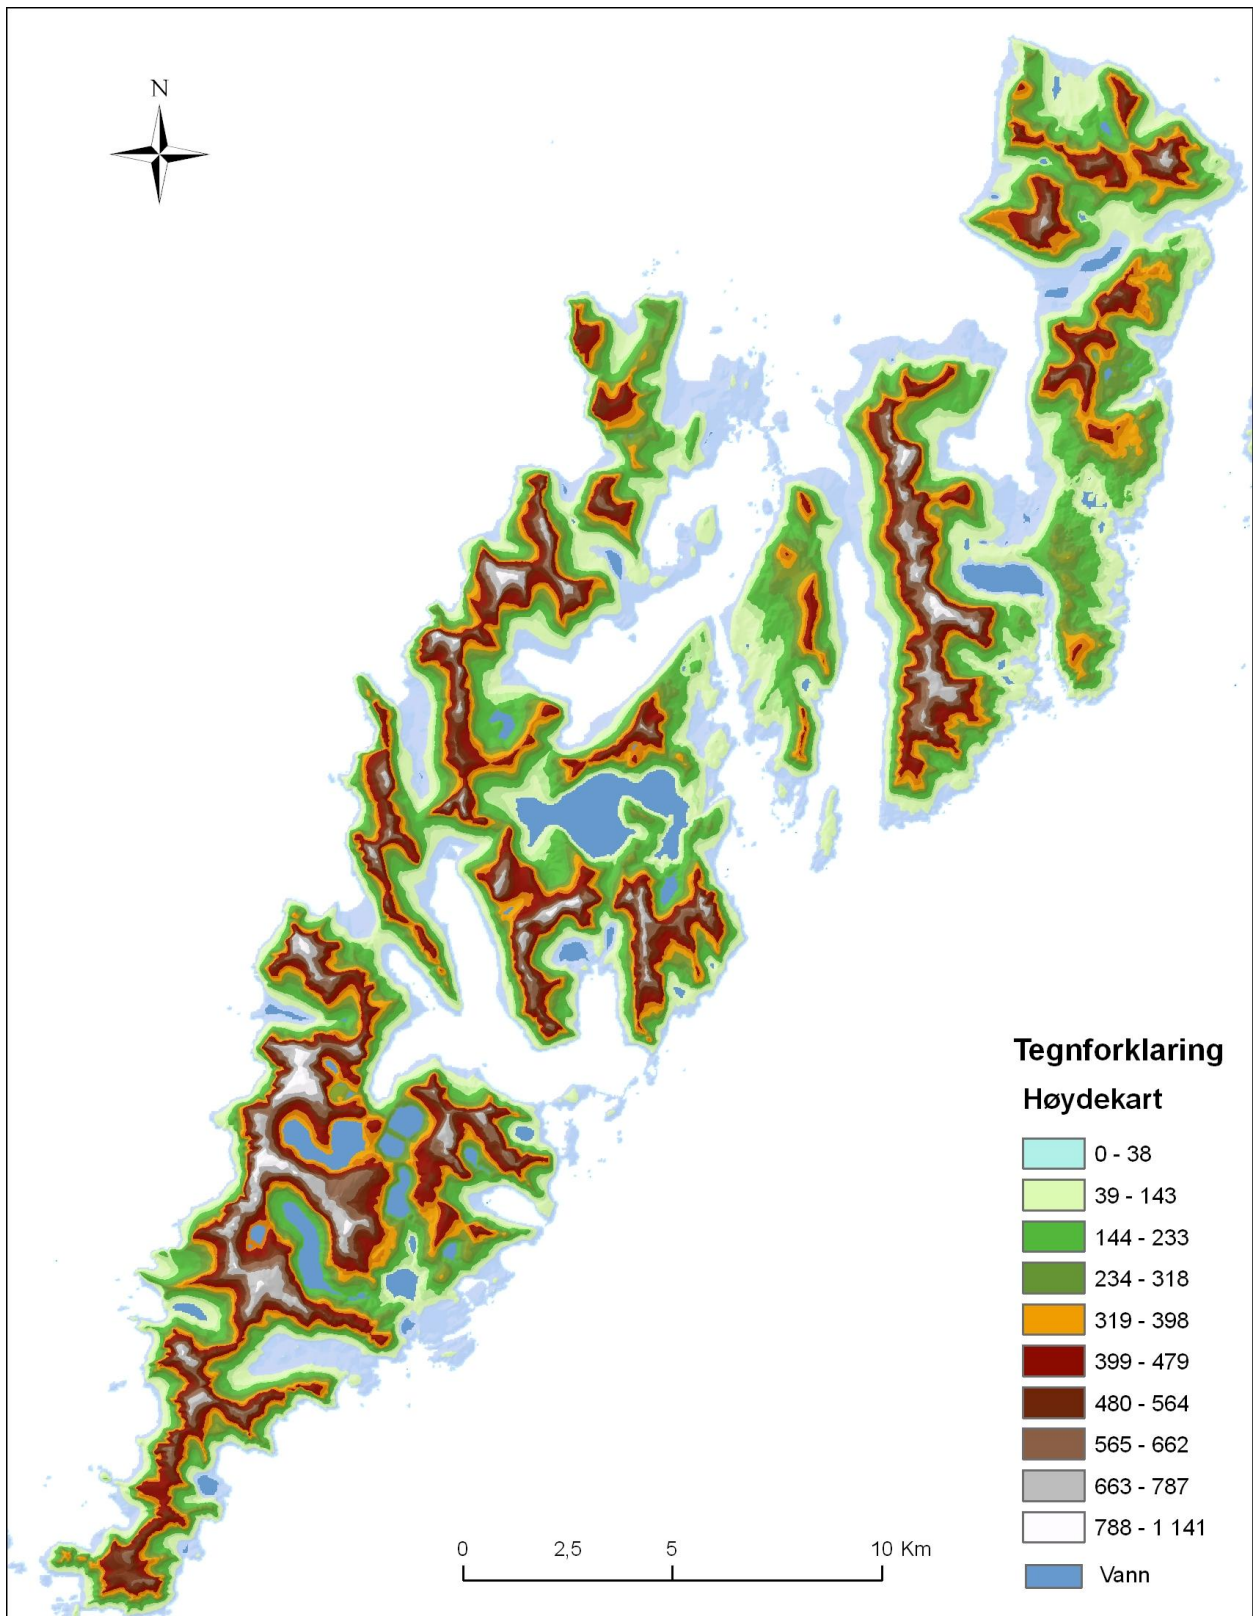 N
Tegnforklaring
Høydekart
0 - 38
39 - 143
144 - 233
234 - 318
319 - 398
399 - 479
480 - 564
565 - 662
663 - 787
788 - 1 141
Vann
0 2,5 5 10 Km